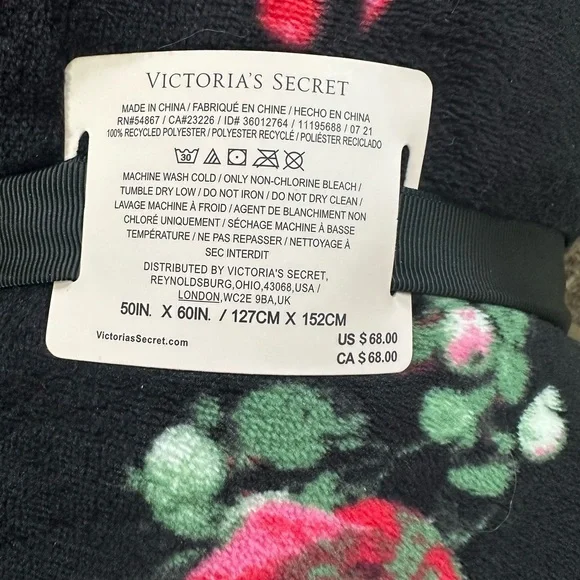 VICTORIA'S SECRET
MADE IN CHINA / FABRIQUÉ EN CHINE / HECHO EN CHINA
RN#54867 / CA#23226 / ID# 36012764 / 11195688 / 07 21
100% RECYCLED POLYESTER / POLYESTER RECYCLÉ / POLIÉSTER RECICLADO
30
MACHINE WASH COLD / ONLY NON-CHLORINE BLEACH /
TUMBLE DRY LOW / DO NOT IRON / DO NOT DRY CLEAN /
LAVAGE MACHINE À FROID / AGENT DE BLANCHIMENT NON
CHLORÉ UNIQUEMENT / SÉCHAGE MACHINE À BASSE
TEMPÉRATURE / NE PAS REPASSER / NETTOYAGE À
SEC INTERDIT
DISTRIBUTED BY VICTORIA'S SECRET,
REYNOLDSBURG,OHIO,43068,USA /
LONDON,WC2E 9BA,UK
50IN. X 60IN. / 127CM X 152CM
VictoriasSecret.com
US $ 68.00
CA $ 68.00